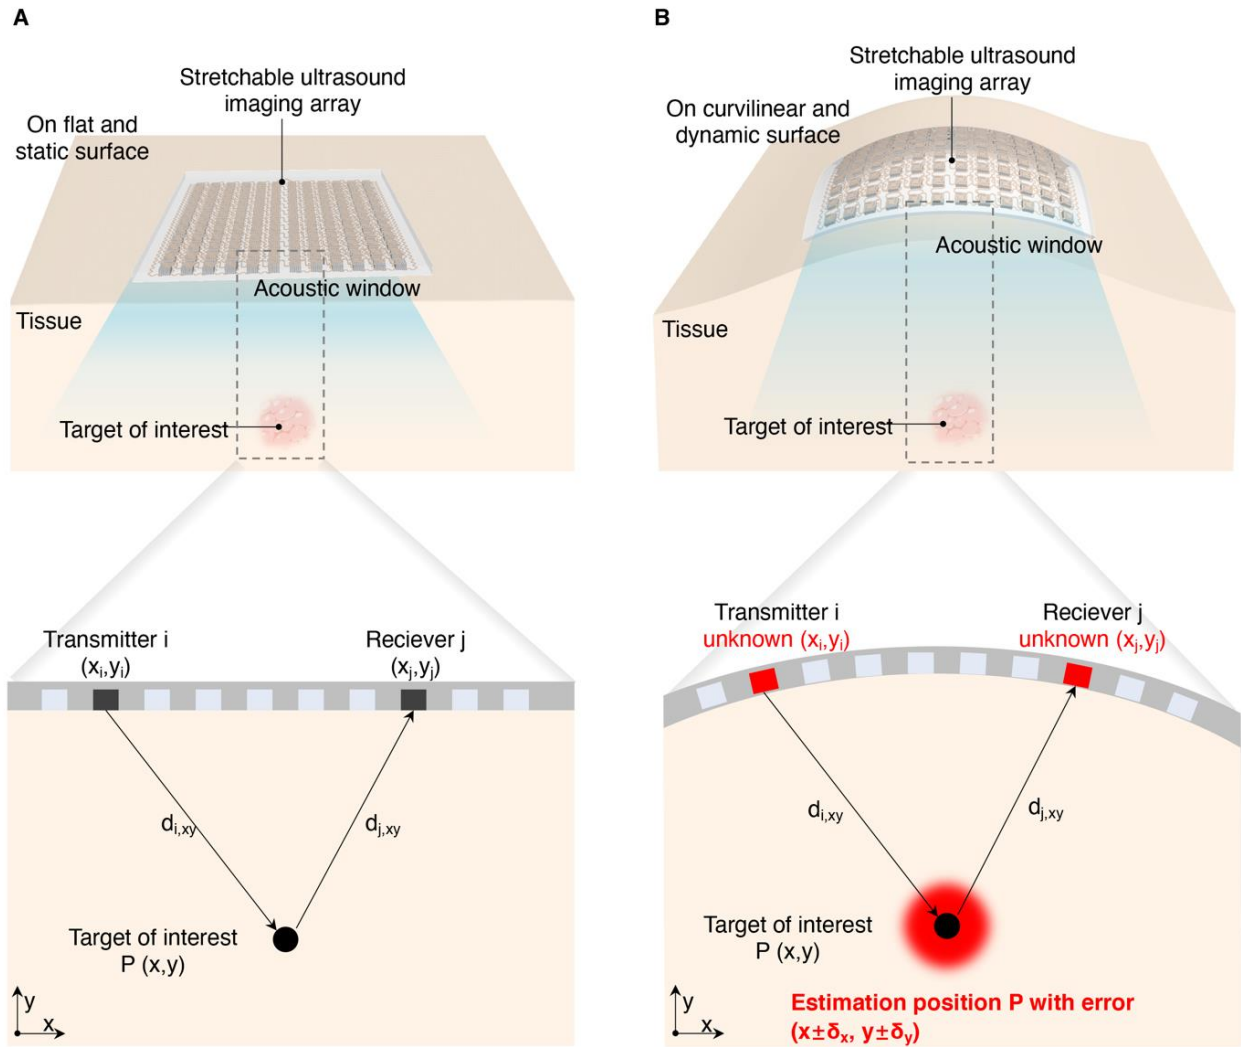 A
Stretchable ultrasound
imaging array
On flat and
static surface
Acoustic window
Tissue
Target of interest
Transmitter i
(xᵢ,yᵢ)
Reciever j
(xⱼ,yⱼ)
dᵢ,ₓy
dⱼ,ₓy
Target of interest
P (x,y)
y
x
B
Stretchable ultrasound
imaging array
On curvilinear and
dynamic surface
Acoustic window
Tissue
Target of interest
Transmitter i
unknown (xᵢ,yᵢ)
Reciever j
unknown (xⱼ,yⱼ)
dᵢ,ₓy
dⱼ,ₓy
Target of interest
P (x,y)
Estimation position P with error
(x±δₓ, y±δy)
y
x